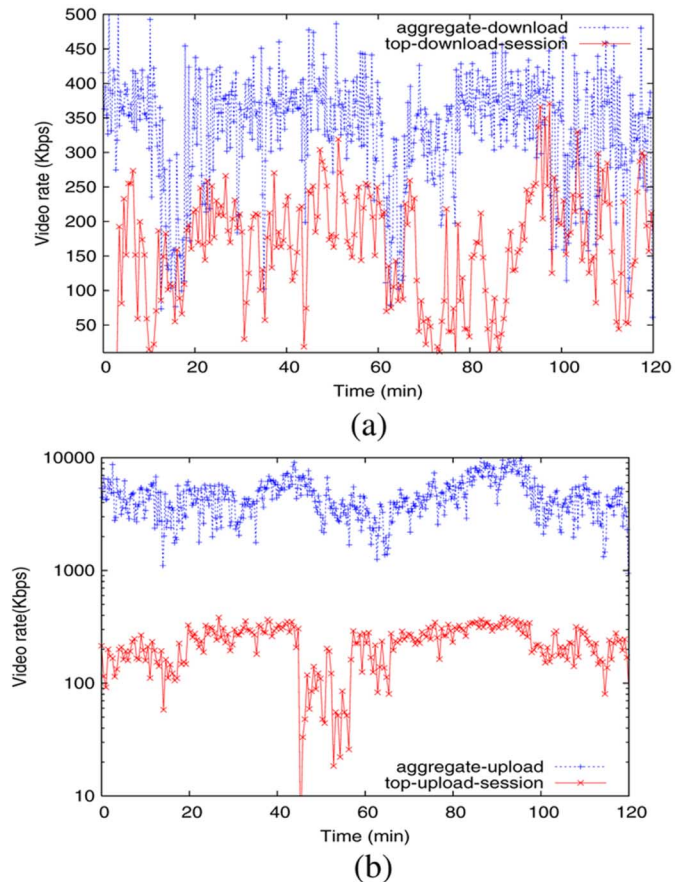 500
450
400
350
300
250
200
150
100
50
Video rate (Kbps)
aggregate-download
top-download-session
0 20 40 60 80 100 120
Time (min)
(a)
10000
1000
100
10
Video rate(Kbps)
aggregate-upload
top-upload-session
0 20 40 60 80 100 120
Time (min)
(b)